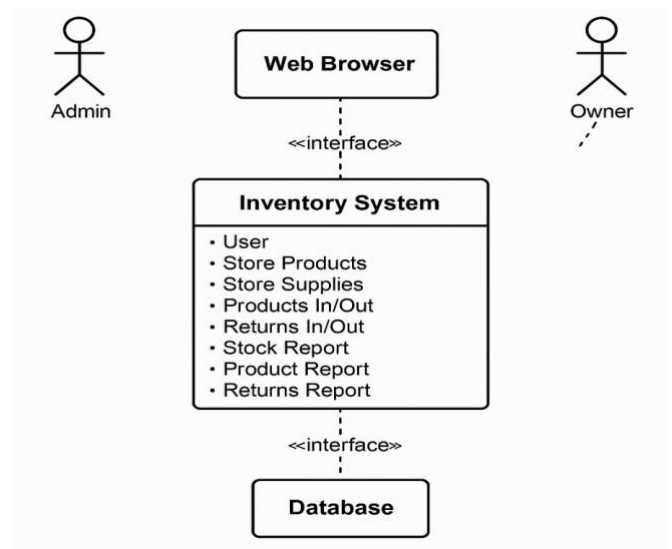 Web Browser
Admin
Owner
«interface»
Inventory System
• User
• Store Products
• Store Supplies
• Products In/Out
• Returns In/Out
• Stock Report
• Product Report
• Returns Report
«interface»
Database